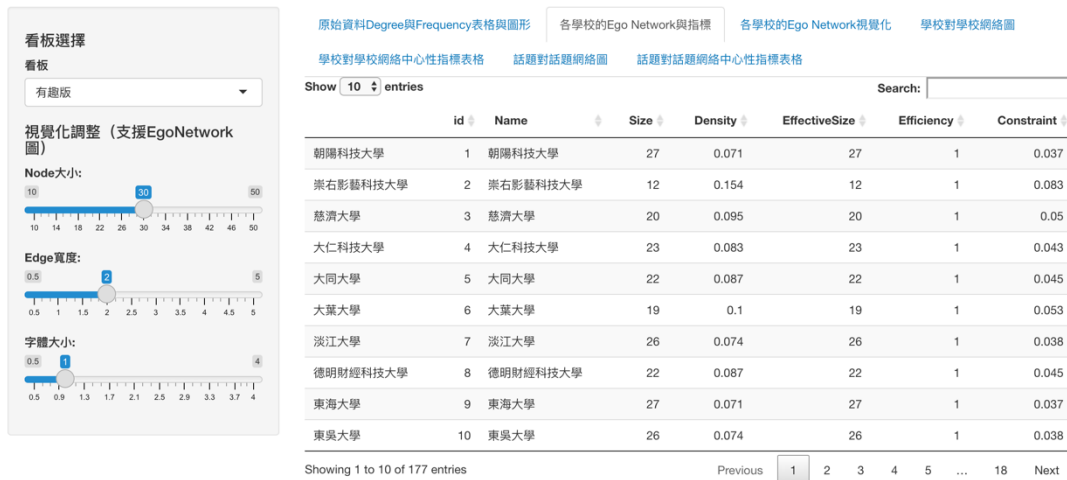 看板選擇
看板
有趣版
視覺化調整（支援EgoNetwork
圖）
Node大小:
10 30 50
10 14 18 22 26 30 34 38 42 46 50
Edge寬度:
0.5 2 5
0.5 1 1.5 2 2.5 3 3.5 4 4.5 5
字體大小:
0.5 1 4
0.5 0.9 1.3 1.7 2.1 2.5 2.9 3.3 3.7 4
原始資料Degree與Frequency表格與圖形 各學校的Ego Network與指標 各學校的Ego Network視覺化 學校對學校網絡圖
學校對學校網絡中心性指標表格 話題對話題網絡圖 話題對話題網絡中心性指標表格
Show 10 entries Search:
id Name Size Density EffectiveSize Efficiency Constraint
朝陽科技大學 1 朝陽科技大學 27 0.071 27 1 0.037
崇右影藝科技大學 2 崇右影藝科技大學 12 0.154 12 1 0.083
慈濟大學 3 慈濟大學 20 0.095 20 1 0.05
大仁科技大學 4 大仁科技大學 23 0.083 23 1 0.043
大同大學 5 大同大學 22 0.087 22 1 0.045
大葉大學 6 大葉大學 19 0.1 19 1 0.053
淡江大學 7 淡江大學 26 0.074 26 1 0.038
德明財經科技大學 8 德明財經科技大學 22 0.087 22 1 0.045
東海大學 9 東海大學 27 0.071 27 1 0.037
東吳大學 10 東吳大學 26 0.074 26 1 0.038
Showing 1 to 10 of 177 entries Previous 1 2 3 4 5 … 18 Next